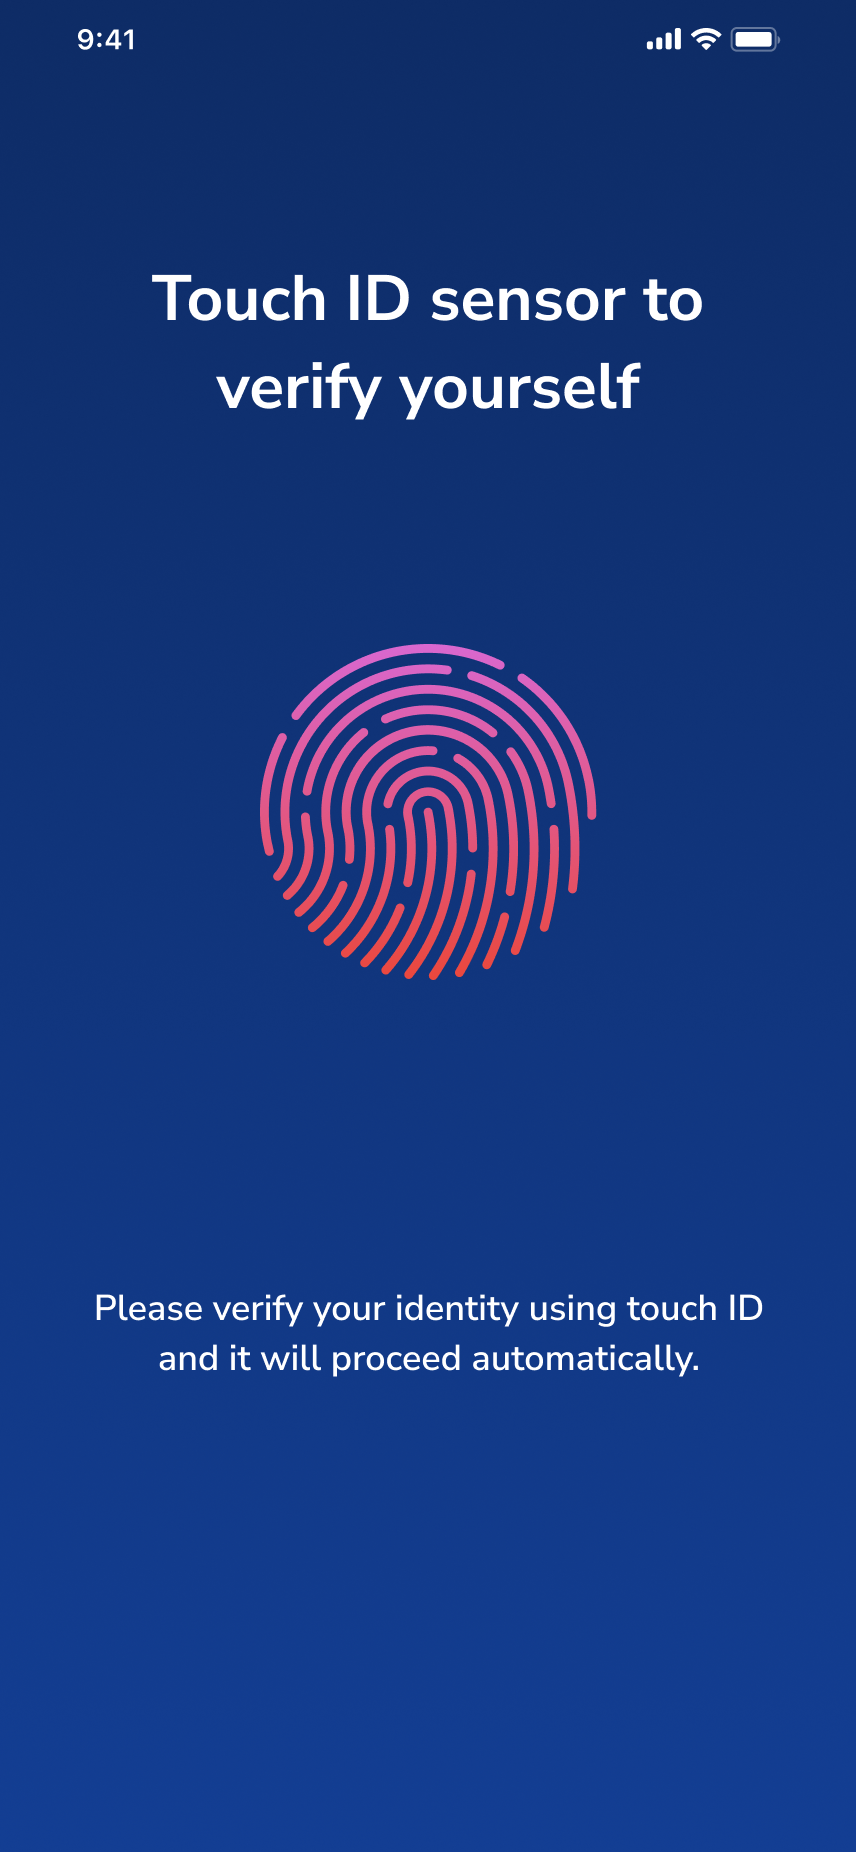 9:41
Touch ID sensor to
verify yourself
Please verify your identity using touch ID
and it will proceed automatically.